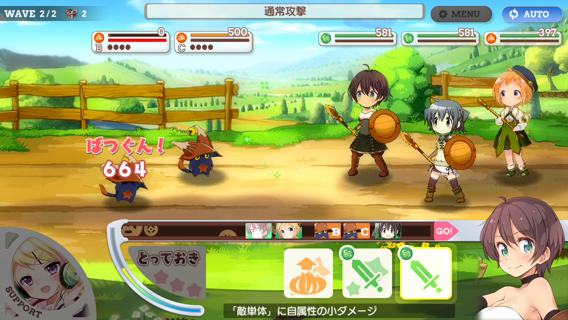 WAVE 2/2 2
通常攻撃
MENU
AUTO
0
B
500
C
581
581
397
ばつぐん!
664
B
C
GO!
とっておき
SUPPORT
「敵単体」に自属性の小ダメージ